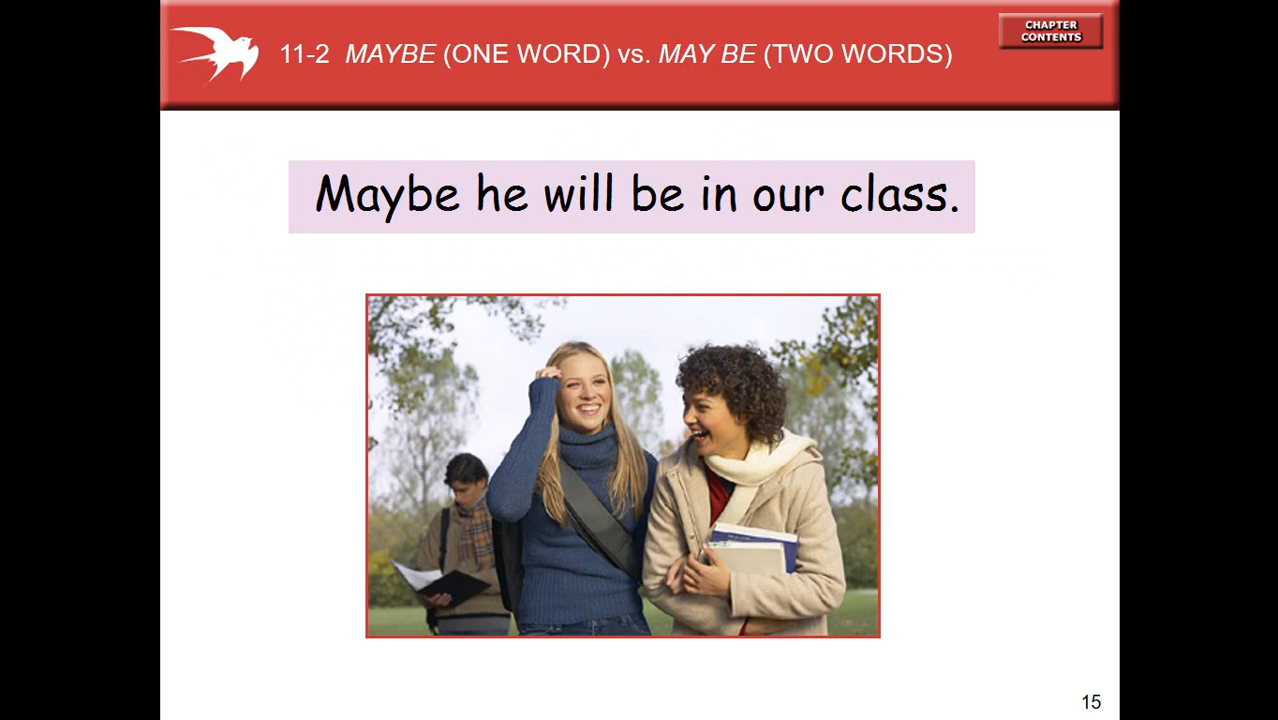 11-2 MAYBE (ONE WORD) vs. MAY BE (TWO WORDS)
CHAPTER
CONTENTS
Maybe he will be in our class.
15